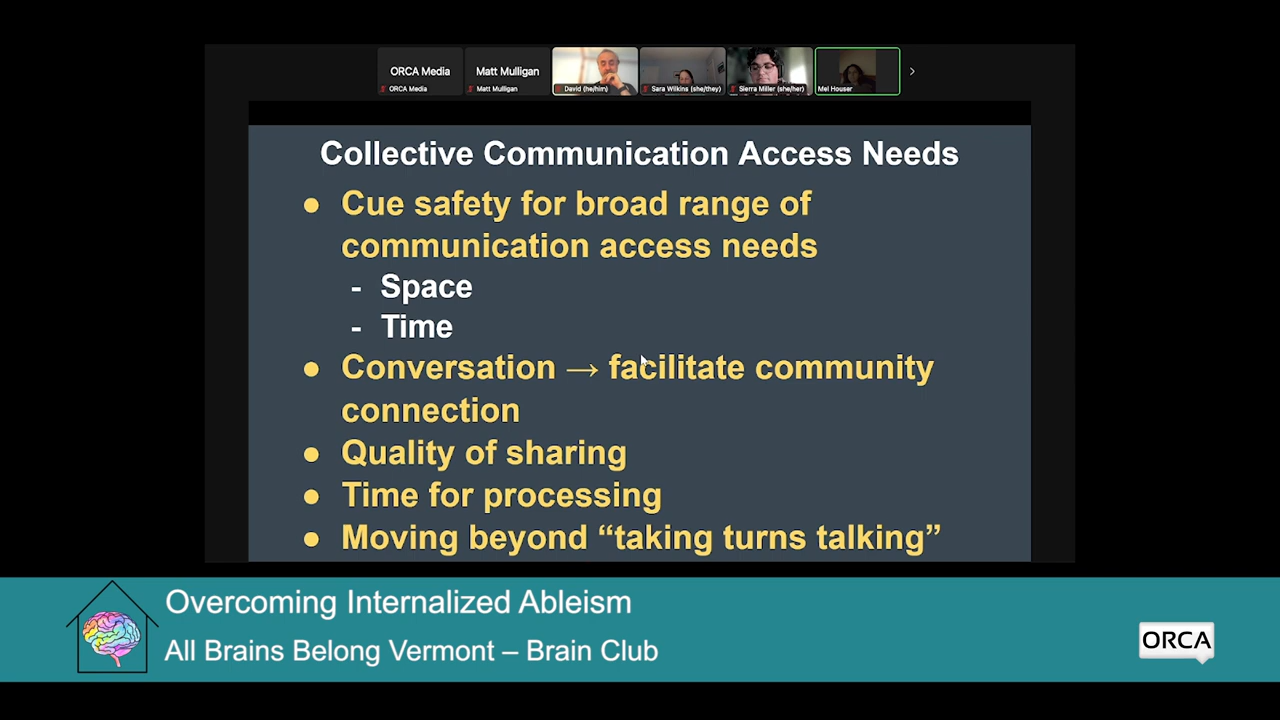 ORCA Media
Matt Mulligan
ORCA Media
Matt Mulligan
David (he/him)
Sara Wilkins (she/they)
Sierra Miller (she/her)
Mel Houser
Collective Communication Access Needs
● Cue safety for broad range of
communication access needs
- Space
- Time
● Conversation → facilitate community
connection
● Quality of sharing
● Time for processing
● Moving beyond “taking turns talking”
Overcoming Internalized Ableism
All Brains Belong Vermont – Brain Club
ORCA